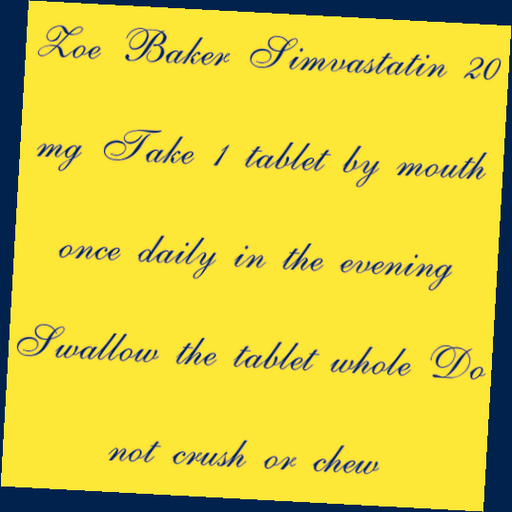 Zoe Baker Simvastatin 20
mg Take 1 tablet by mouth
once daily in the evening
Swallow the tablet whole Do
not crush or chew